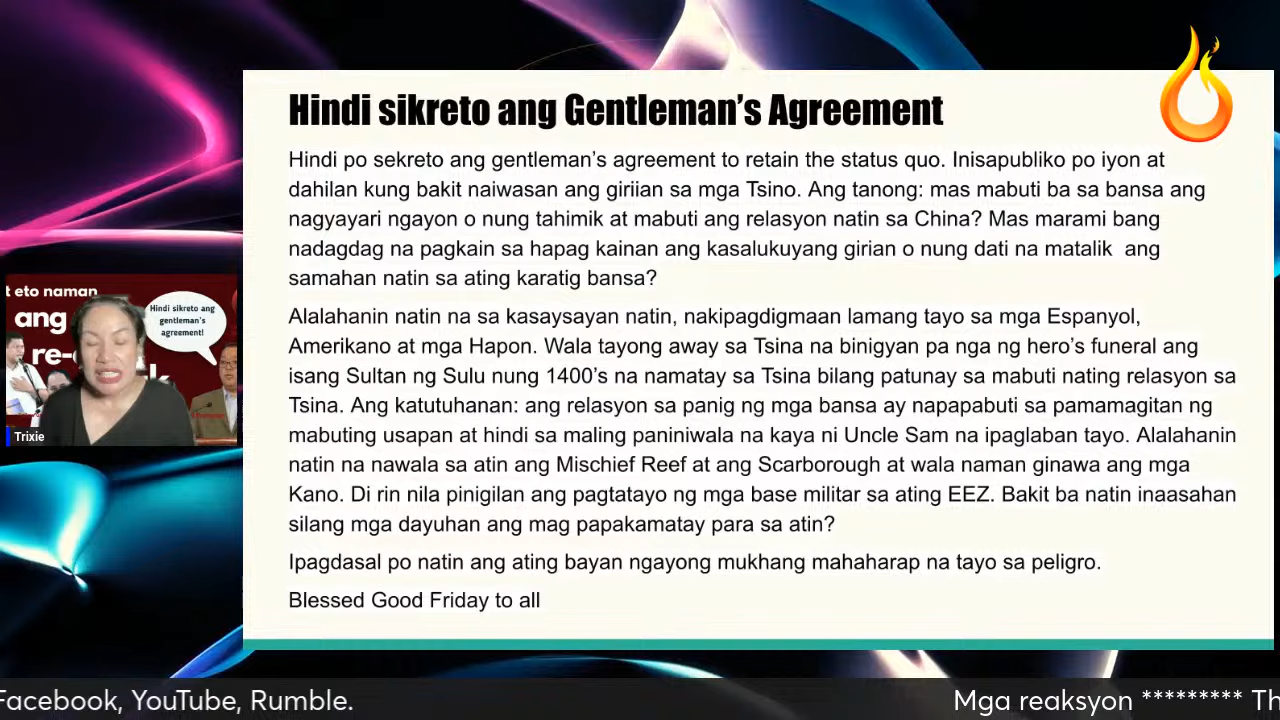 Hindi sikreto ang Gentleman's Agreement
Hindi po sekreto ang gentleman's agreement to retain the status quo. Inisapubliko po iyon at
dahilan kung bakit naiwasan ang giriian sa mga Tsino. Ang tanong: mas mabuti ba sa bansa ang
nagyayari ngayon o nung tahimik at mabuti ang relasyon natin sa China? Mas marami bang
nadagdag na pagkain sa hapag kainan ang kasalukuyang girian o nung dati na matalik ang
samahan natin sa ating karatig bansa?
Alalahanin natin na sa kasaysayan natin, nakipagdigmaan lamang tayo sa mga Espanyol,
Amerikano at mga Hapon. Wala tayong away sa Tsina na binigyan pa nga ng hero's funeral ang
isang Sultan ng Sulu nung 1400's na namatay sa Tsina bilang patunay sa mabuti nating relasyon sa
Tsina. Ang katutuhanan: ang relasyon sa panig ng mga bansa ay napapabuti sa pamamagitan ng
mabuting usapan at hindi sa maling paniniwala na kaya ni Uncle Sam na ipaglaban tayo. Alalahanin
natin na nawala sa atin ang Mischief Reef at ang Scarborough at wala naman ginawa ang mga
Kano. Di rin nila pinigilan ang pagtatayo ng mga base militar sa ating EEZ. Bakit ba natin inaasahan
silang mga dayuhan ang mag papakamatay para sa atin?
Ipagdasal po natin ang ating bayan ngayong mukhang mahaharap na tayo sa peligro.
Blessed Good Friday to all
t eto naman
ang
re-
k
Hindi sikreto ang
gentleman's
agreement!
Trixie
Facebook, YouTube, Rumble.
Mga reaksyon ********* Th